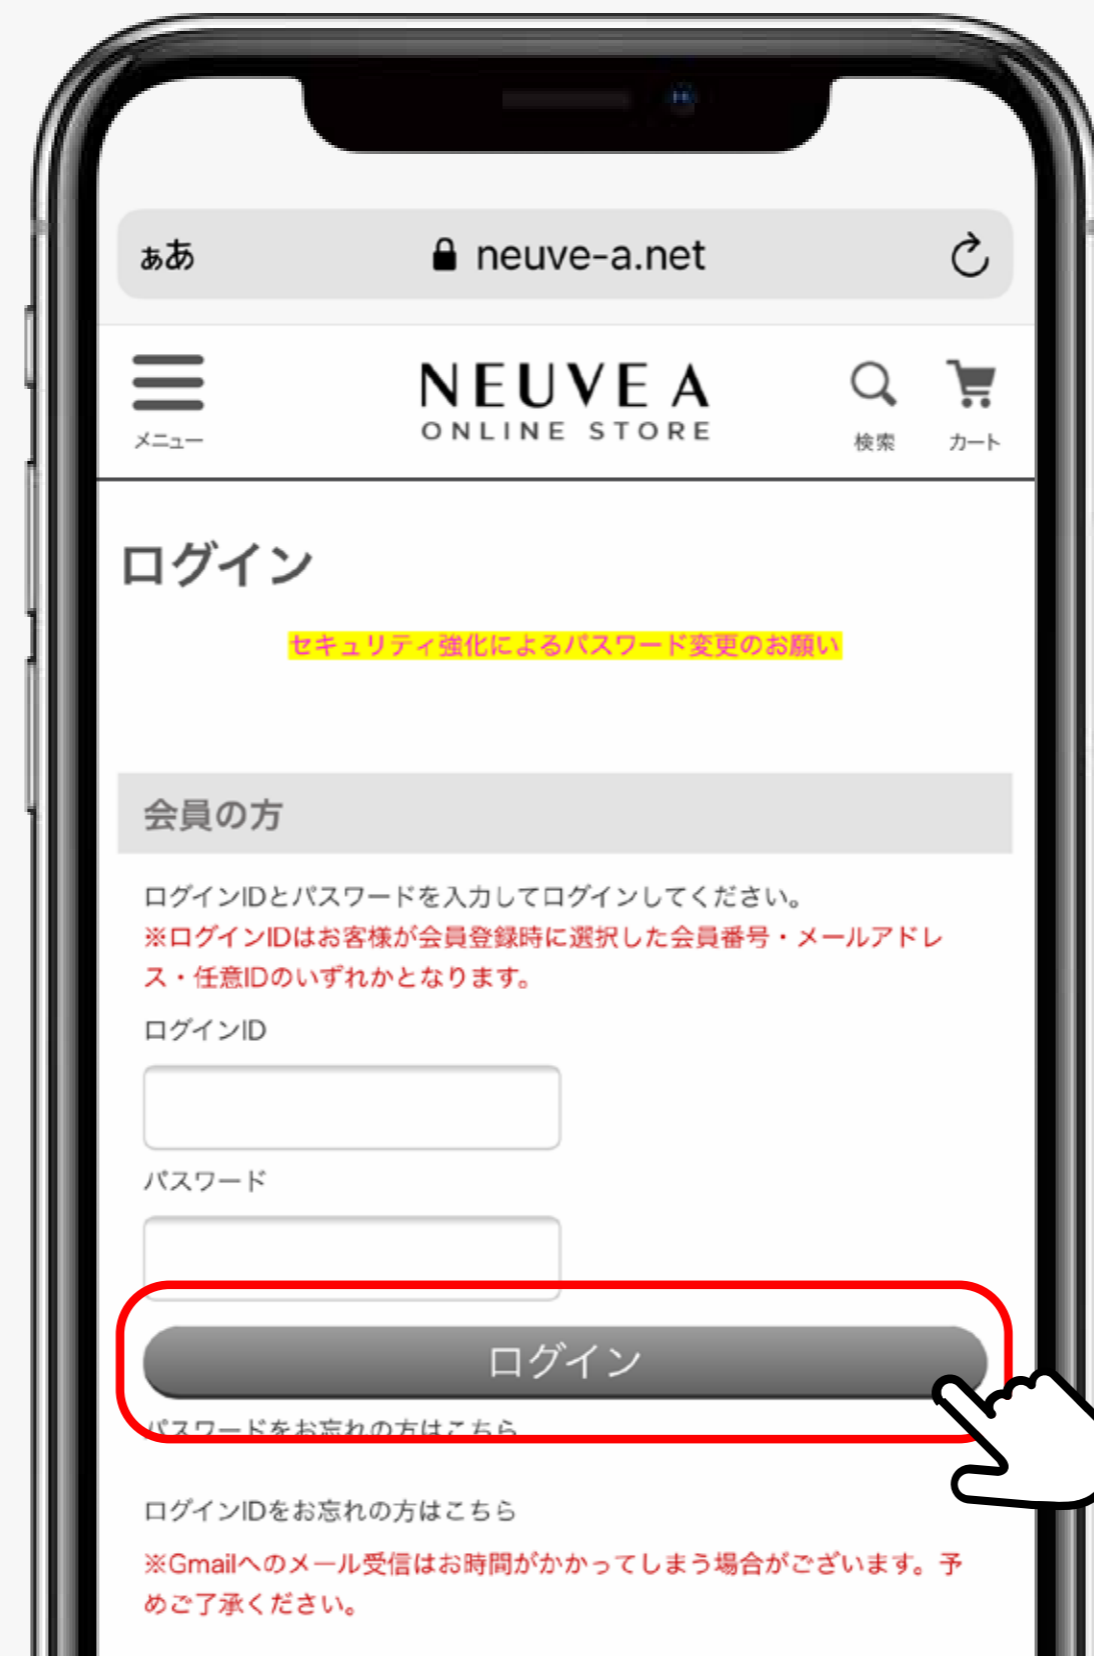 ぁあ
neuve-a.net
メニュー
NEUVE A
ONLINE STORE
検索
カート
ログイン
セキュリティ強化によるパスワード変更のお願い
会員の方
ログインIDとパスワードを入力してログインしてください。
※ログインIDはお客様が会員登録時に選択した会員番号・メールアドレ
ス・任意IDのいずれかとなります。
ログインID
パスワード
ログイン
パスワードをお忘れの方はこちら
ログインIDをお忘れの方はこちら
※Gmailへのメール受信はお時間がかかってしまう場合がございます。予
めご了承ください。